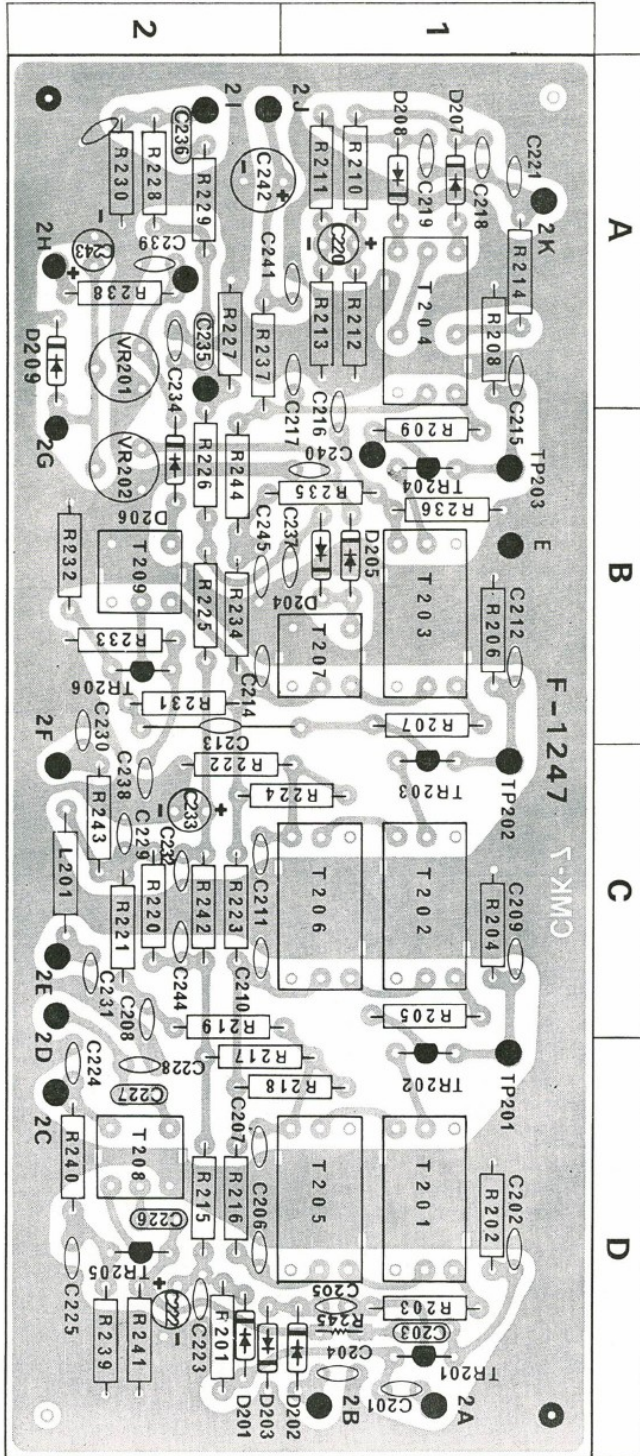 2
1
A
B
C
D
2I
2J
D208
D207
C221
C236
R230
R228
R229
C242
-
+
R211
R210
C219
C218
2K
-
2H
C243
+
C239
R238
C241
-
C220
+
T204
R214
D209
VR201
C234
C235
R227
R237
R213
R212
R208
C217
C216
C215
2G
VR202
R226
R244
C240
R209
TR204
TP203
D206
R235
R236
R232
T209
C245
C237
D205
E
R225
R234
D204
T207
T203
R206
C212
R233
TR206
R231
C214
C213
R207
F-1247
2F
C230
C238
R222
TR203
TP202
R243
C229
C232
-
C233
+
R224
L201
R221
R220
R242
R223
C211
T206
T202
R204
C209
CMK-7
2E
C231
C208
C244
C210
R219
R205
2D
C224
C228
R217
TR202
TP201
2C
C227
R218
R240
T208
C207
R215
R216
C206
T205
T201
R202
C202
C226
TR205
C225
+
C222
-
C223
C205
R203
R239
R241
R201
R245
C203
C204
TR201
D201
D203
D202
2B
C201
2A